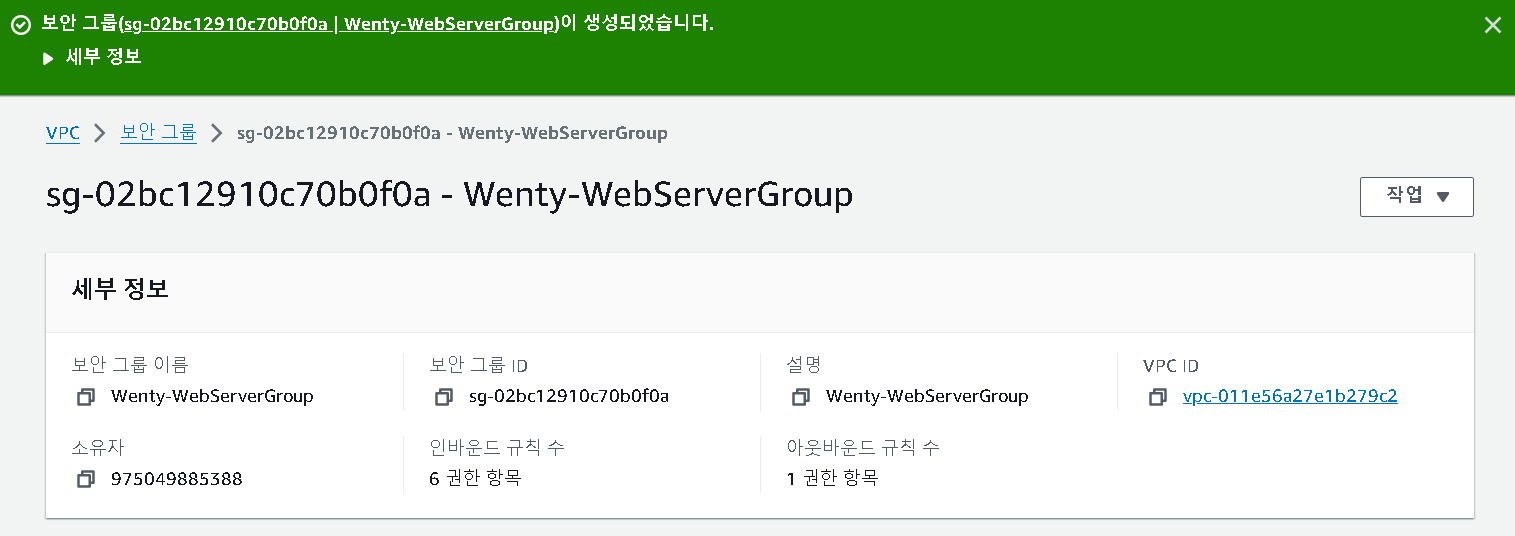 보안 그룹(sg-02bc12910c70b0f0a | Wenty-WebServerGroup)이 생성되었습니다.
세부 정보
VPC > 보안 그룹 > sg-02bc12910c70b0f0a - Wenty-WebServerGroup
sg-02bc12910c70b0f0a - Wenty-WebServerGroup
작업
세부 정보
보안 그룹 이름
Wenty-WebServerGroup
보안 그룹 ID
sg-02bc12910c70b0f0a
설명
Wenty-WebServerGroup
VPC ID
vpc-011e56a27e1b279c2
소유자
975049885388
인바운드 규칙 수
6 권한 항목
아웃바운드 규칙 수
1 권한 항목